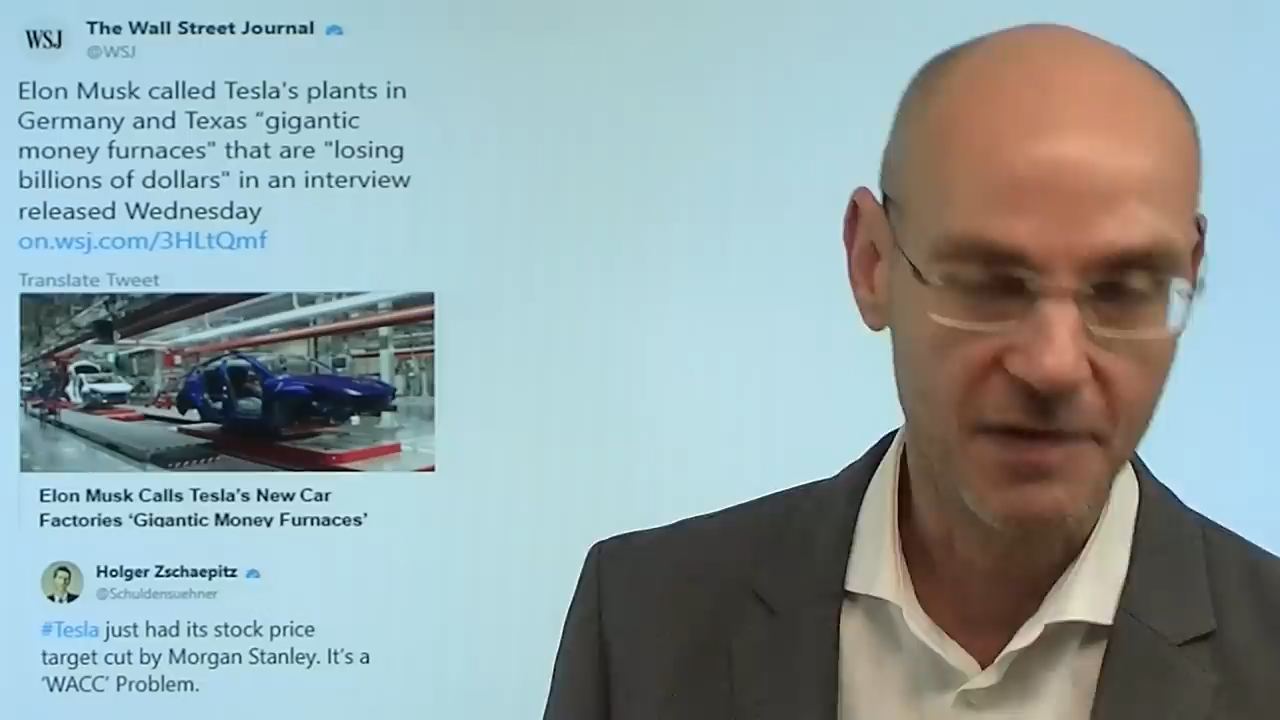 WSJ
The Wall Street Journal
@WSJ
Elon Musk called Tesla's plants in
Germany and Texas "gigantic
money furnaces" that are "losing
billions of dollars" in an interview
released Wednesday
on.wsj.com/3HLtQmf
Translate Tweet
Elon Musk Calls Tesla's New Car
Factories ‘Gigantic Money Furnaces’
Holger Zschaepitz
@Schuldensuehner
#Tesla just had its stock price
target cut by Morgan Stanley. It's a
‘WACC’ Problem.